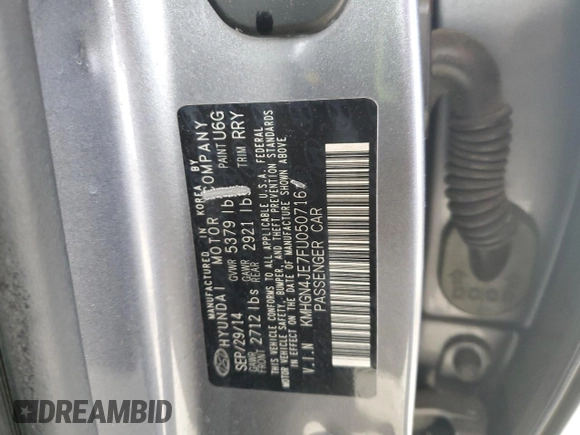 MANUFACTURED IN KOREA BY
HYUNDAI MOTOR COMPANY
SEP/29/14 GVWR 5379 lb PAINT U6G
GAWR FRONT 2712 lbs GAWR REAR 2921 lb TRIM RRY
THIS VEHICLE CONFORMS TO ALL APPLICABLE U.S.A. FEDERAL
MOTOR VEHICLE SAFETY, BUMPER, AND THEFT PREVENTION STANDARDS
IN EFFECT ON THE DATE OF MANUFACTURE SHOWN ABOVE
V.I.N KMHGN4JE7FU050716
PASSENGER CAR
DREAMBID